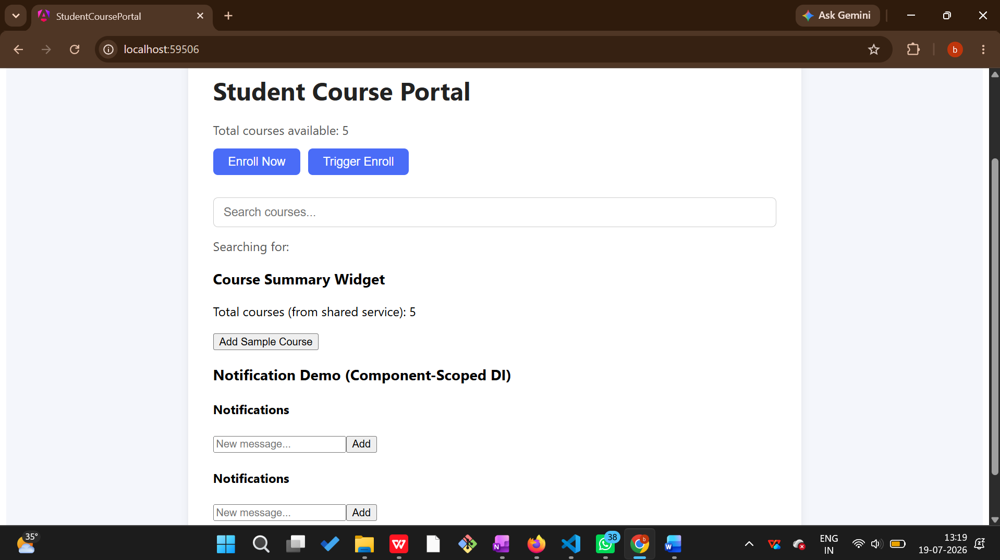 StudentCoursePortal
Ask Gemini
localhost:59506
b
Student Course Portal
Total courses available: 5
Enroll Now
Trigger Enroll
Search courses...
Searching for:
Course Summary Widget
Total courses (from shared service): 5
Add Sample Course
Notification Demo (Component-Scoped DI)
Notifications
New message...
Add
Notifications
New message...
Add
35°
38
ENG
IN
13:19
19-07-2026